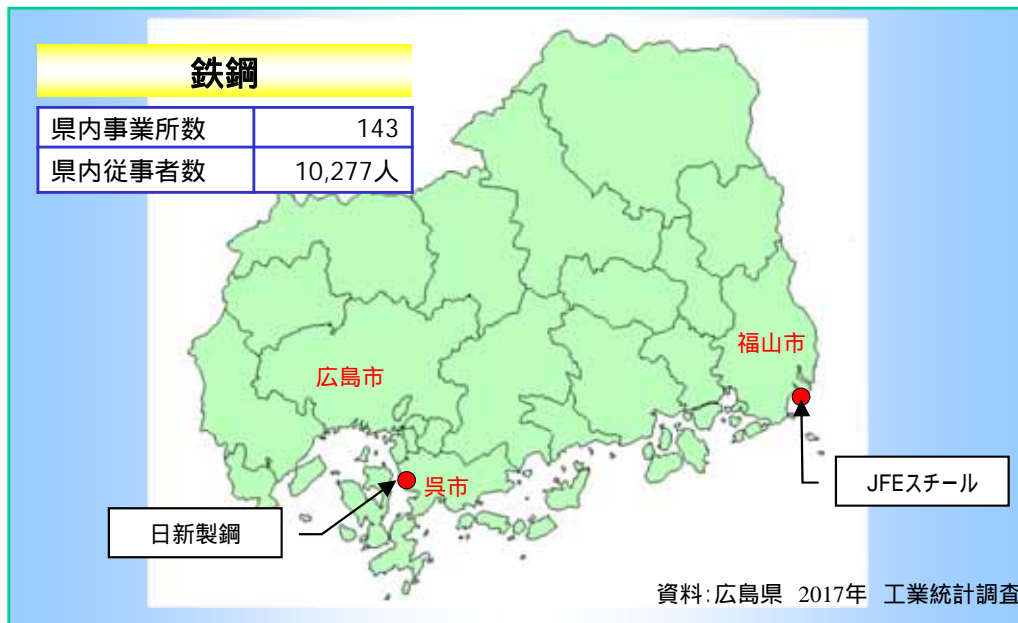 鉄鋼
県内事業所数 143
県内従事者数 10,277人
福山市
広島市
JFEスチール
呉市
日新製鋼
資料:広島県 2017年 工業統計調査